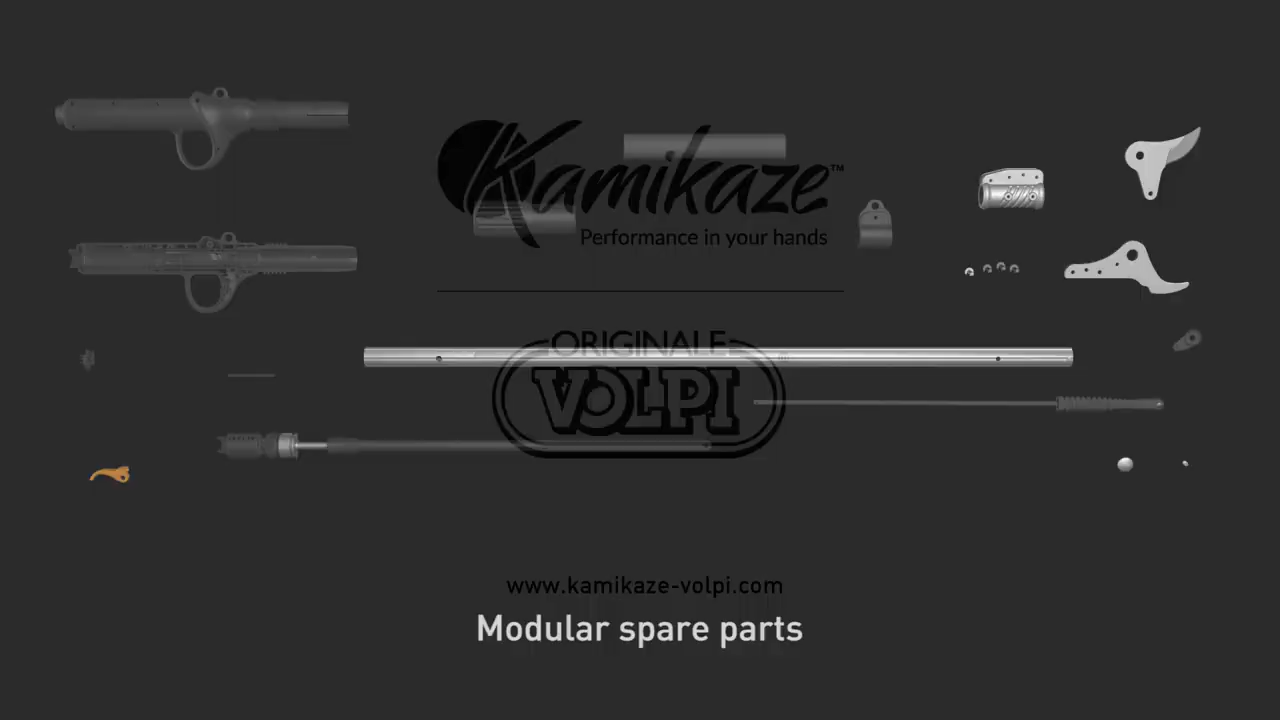 Kamikaze™
Performance in your hands
ORIGINALE
VOLPI
www.kamikaze-volpi.com
Modular spare parts